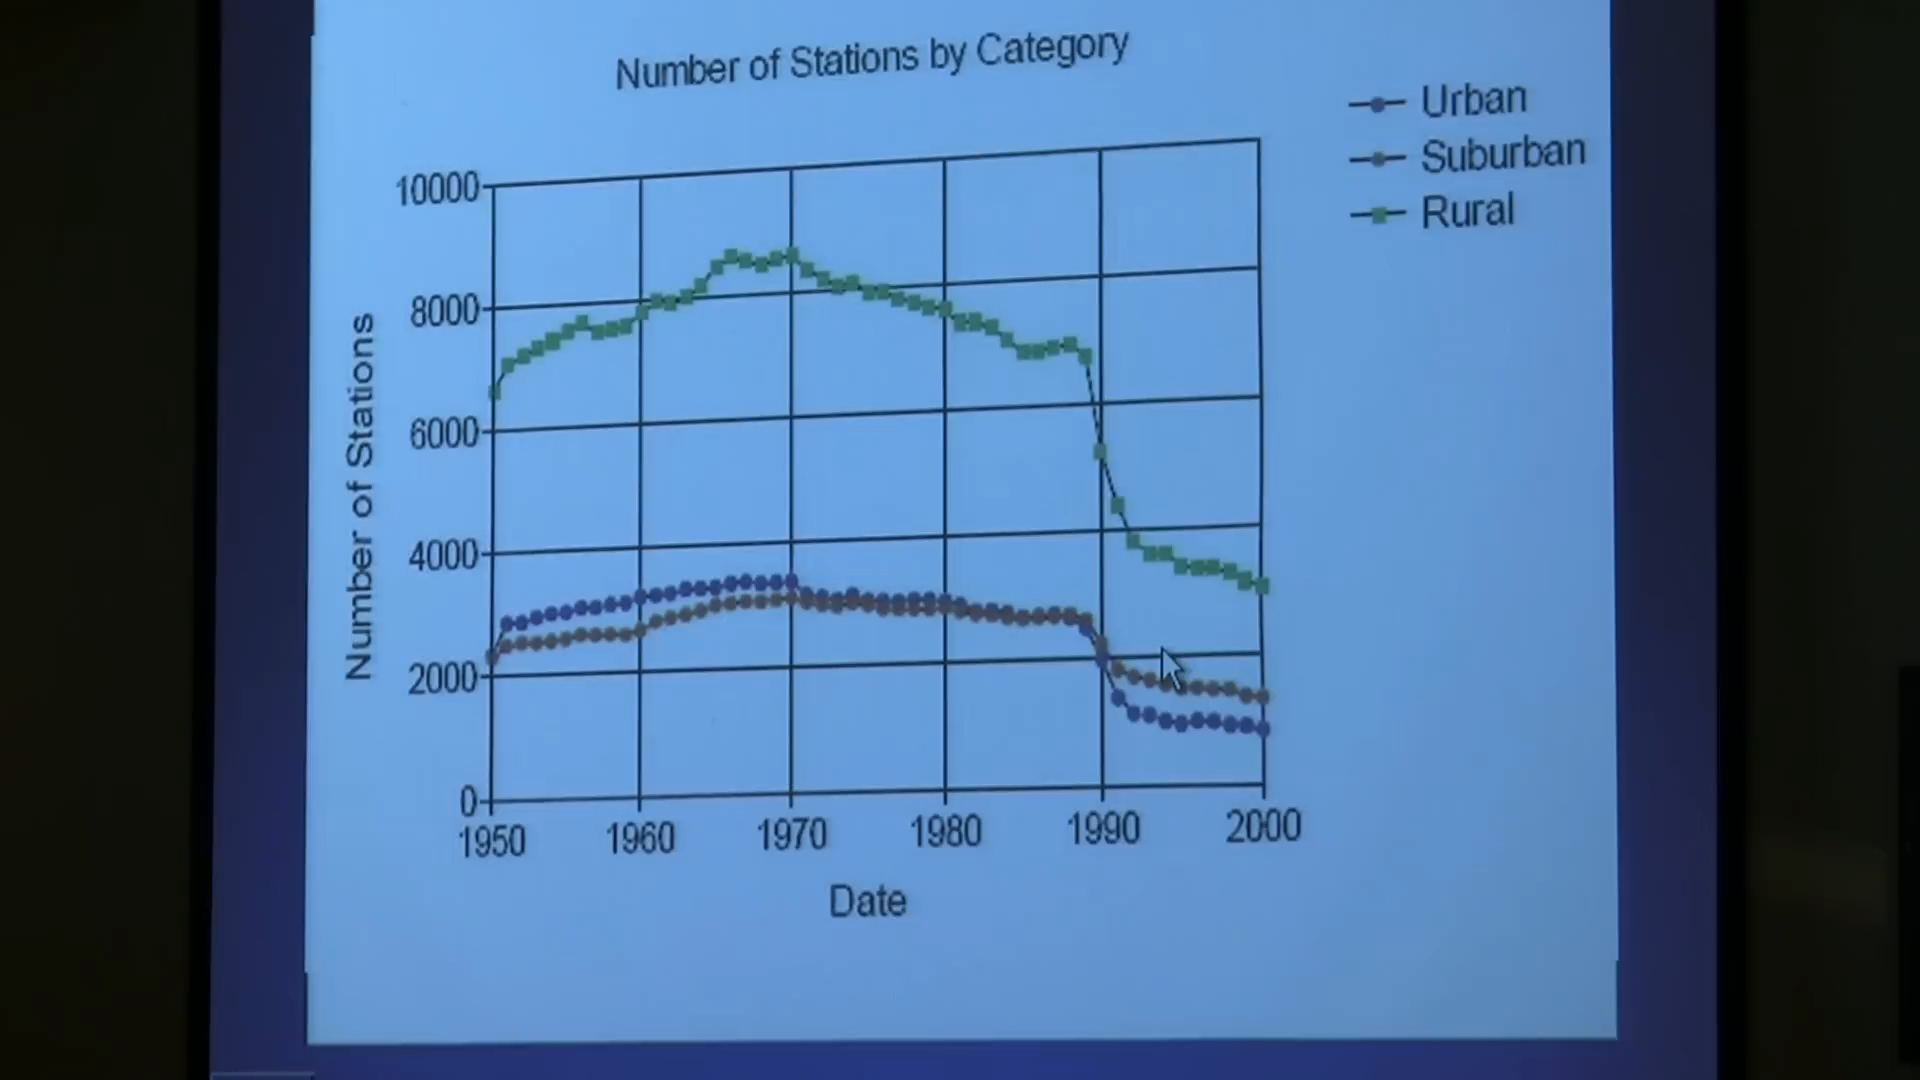 Number of Stations by Category
Urban
Suburban
Rural
10000
8000
6000
4000
2000
0
Number of Stations
1950 1960 1970 1980 1990 2000
Date